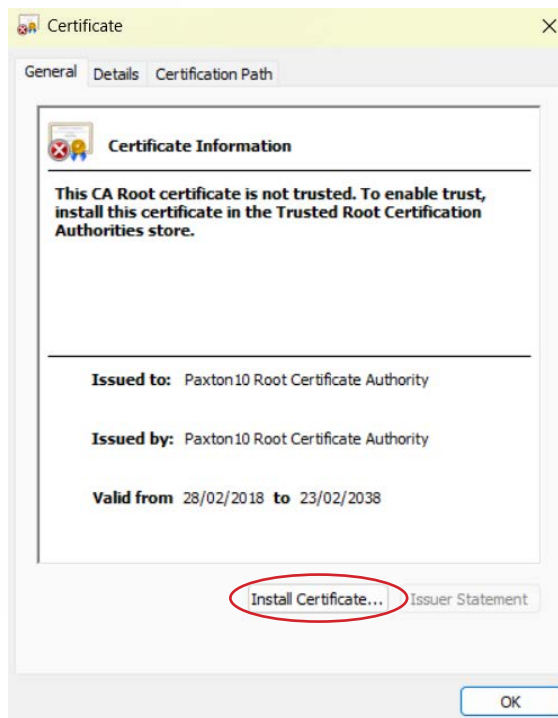 Certificate
General Details Certification Path
Certificate Information
This CA Root certificate is not trusted. To enable trust,
install this certificate in the Trusted Root Certification
Authorities store.
Issued to: Paxton10 Root Certificate Authority
Issued by: Paxton10 Root Certificate Authority
Valid from 28/02/2018 to 23/02/2038
Install Certificate... Issuer Statement
OK